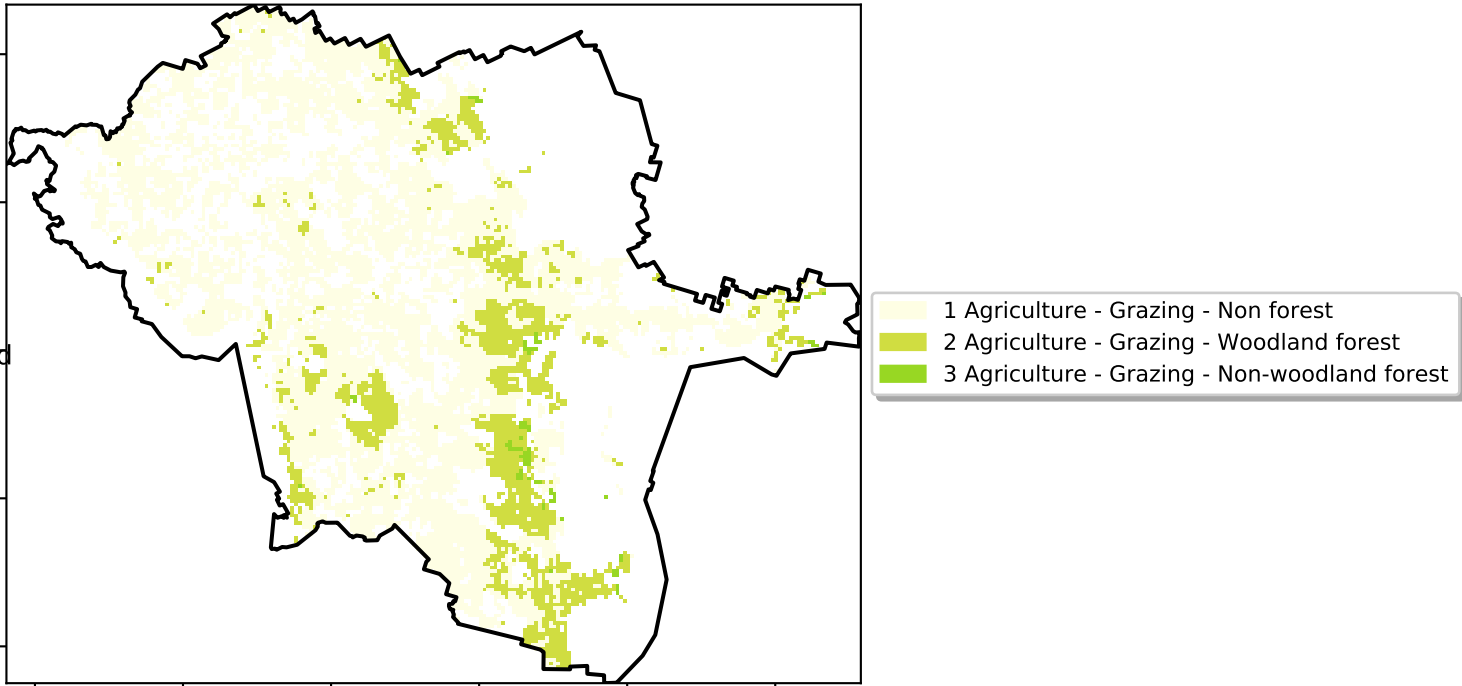 1 Agriculture - Grazing - Non forest
2 Agriculture - Grazing - Woodland forest
3 Agriculture - Grazing - Non-woodland forest